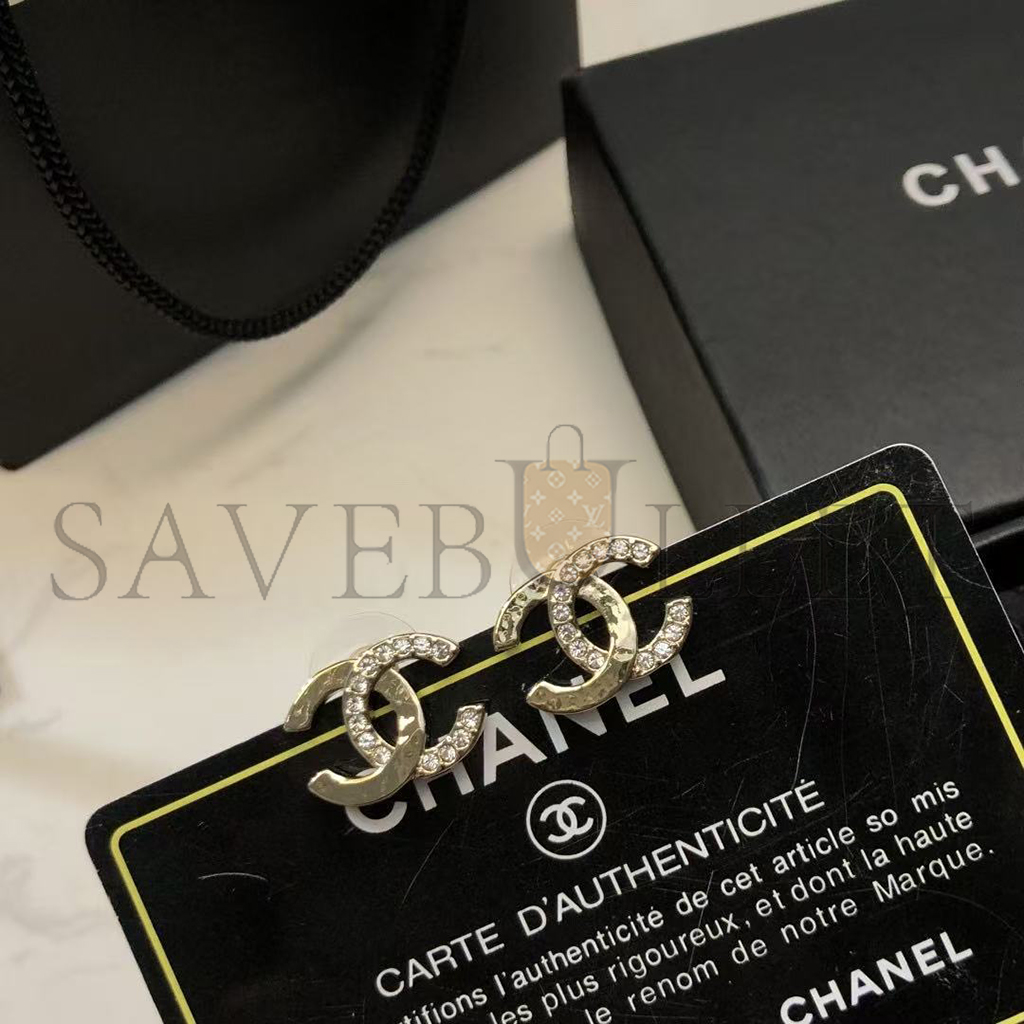 CH
SAVEBULLET
CHANEL
CARTE D'AUTHENTICITÉ
tifions l'authenticité de cet article so mis
les plus rigoureux, et dont la haute
le renom de notre Marque.
CHANEL